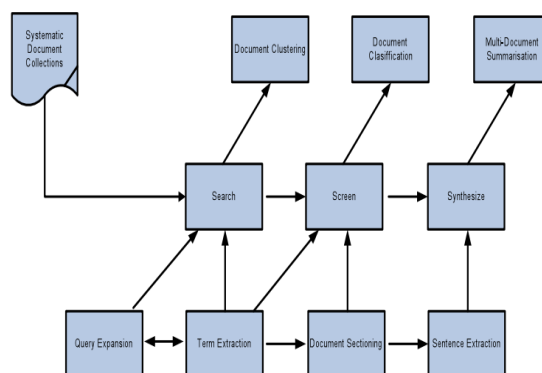 Systematic
Document
Collections
Document Clustering
Document
Clasiffication
Multi-Document
Summarisation
Search
Screen
Synthesize
Query Expansion
Term Extraction
Document Sectioning
Sentence Extraction